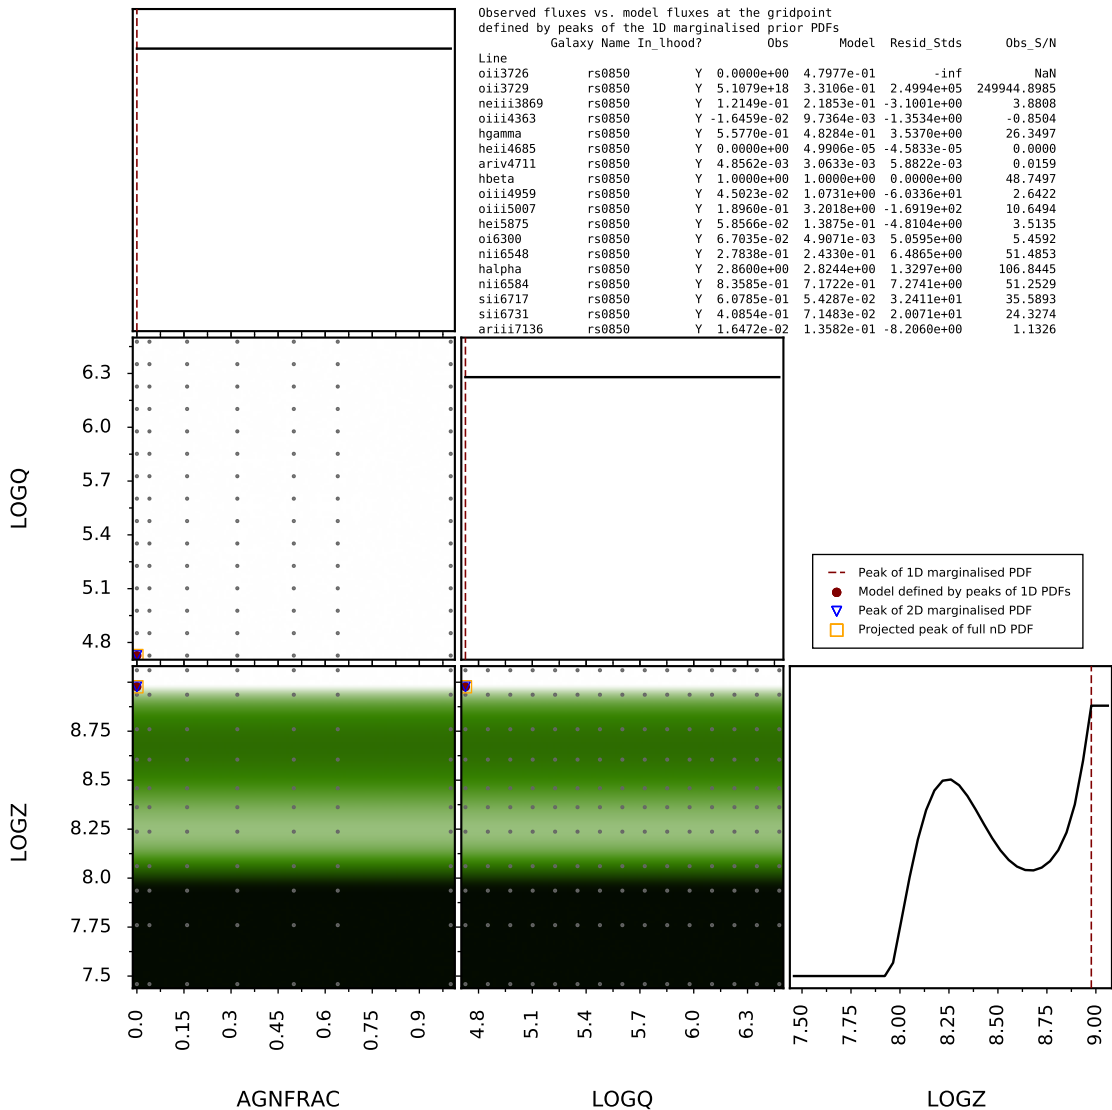 Observed fluxes vs. model fluxes at the gridpoint
defined by peaks of the 1D marginalised prior PDFs
Galaxy Name In_lhood? Obs Model Resid_Stds Obs_S/N
Line
oii3726 rs0850 Y 0.0000e+00 4.7977e-01 -inf NaN
oii3729 rs0850 Y 5.1079e+18 3.3106e-01 2.4994e+05 249944.8985
neiii3869 rs0850 Y 1.2149e-01 2.1853e-01 -3.1001e+00 3.8808
oiii4363 rs0850 Y -1.6459e-02 9.7364e-03 -1.3534e+00 -0.8504
hgamma rs0850 Y 5.5770e-01 4.8284e-01 3.5370e+00 26.3497
heii4685 rs0850 Y 0.0000e+00 4.9906e-05 -4.5833e-05 0.0000
ariv4711 rs0850 Y 4.8562e-03 3.0633e-03 5.8822e-03 0.0159
hbeta rs0850 Y 1.0000e+00 1.0000e+00 0.0000e+00 48.7497
oiii4959 rs0850 Y 4.5023e-02 1.0731e+00 -6.0336e+01 2.6422
oiii5007 rs0850 Y 1.8960e-01 3.2018e+00 -1.6919e+02 10.6494
hei5875 rs0850 Y 5.8566e-02 1.3875e-01 -4.8104e+00 3.5135
oi6300 rs0850 Y 6.7035e-02 4.9071e-03 5.0595e+00 5.4592
nii6548 rs0850 Y 2.7838e-01 2.4330e-01 6.4865e+00 51.4853
halpha rs0850 Y 2.8600e+00 2.8244e+00 1.3297e+00 106.8445
nii6584 rs0850 Y 8.3585e-01 7.1722e-01 7.2741e+00 51.2529
sii6717 rs0850 Y 6.0785e-01 5.4287e-02 3.2411e+01 35.5893
sii6731 rs0850 Y 4.0854e-01 7.1483e-02 2.0071e+01 24.3274
ariii7136 rs0850 Y 1.6472e-02 1.3582e-01 -8.2060e+00 1.1326
6.3
6.0
5.7
5.4
5.1
4.8
LOGQ
Peak of 1D marginalised PDF
Model defined by peaks of 1D PDFs
Peak of 2D marginalised PDF
Projected peak of full nD PDF
8.75
8.5
8.25
8.0
7.75
7.5
LOGZ
0.0 0.15 0.3 0.45 0.6 0.75 0.9
4.8 5.1 5.4 5.7 6.0 6.3
7.50 7.75 8.00 8.25 8.50 8.75 9.00
AGNFRAC LOGQ LOGZ